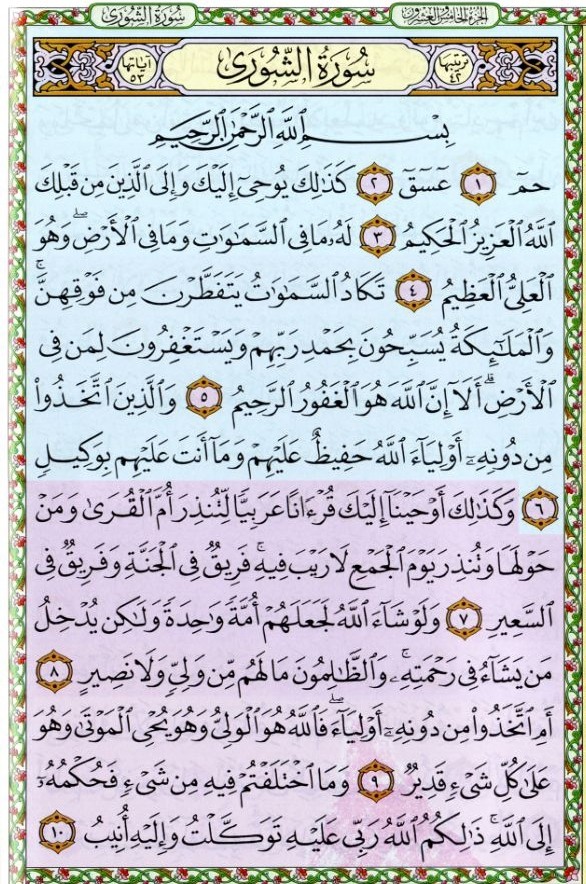 سُورَةُ الشُّورَىٰ
الجزء الخامس والعشرون
آياتها ٥٣
سُورَةُ الشُّورَىٰ
ترتيبها ٤٢
بِسْمِ ٱللَّهِ ٱلرَّحْمَٰنِ ٱلرَّحِيمِ
حمٓ ١ عٓسٓقٓ ٢ كَذَٰلِكَ يُوحِىٓ إِلَيْكَ وَإِلَى ٱلَّذِينَ مِن قَبْلِكَ
ٱللَّهُ ٱلْعَزِيزُ ٱلْحَكِيمُ ٣ لَهُۥ مَا فِى ٱلسَّمَٰوَٰتِ وَمَا فِى ٱلْأَرْضِ ۖ وَهُوَ
ٱلْعَلِىُّ ٱلْعَظِيمُ ٤ تَكَادُ ٱلسَّمَٰوَٰتُ يَتَفَطَّرْنَ مِن فَوْقِهِنَّ ۚ
وَٱلْمَلَٰٓئِكَةُ يُسَبِّحُونَ بِحَمْدِ رَبِّهِمْ وَيَسْتَغْفِرُونَ لِمَن فِى
ٱلْأَرْضِ ۗ أَلَآ إِنَّ ٱللَّهَ هُوَ ٱلْغَفُورُ ٱلرَّحِيمُ ٥ وَٱلَّذِينَ ٱتَّخَذُوا۟
مِن دُونِهِۦٓ أَوْلِيَآءَ ٱللَّهُ حَفِيظٌ عَلَيْهِمْ وَمَآ أَنتَ عَلَيْهِم بِوَكِيلٍ
٦ وَكَذَٰلِكَ أَوْحَيْنَآ إِلَيْكَ قُرْءَانًا عَرَبِيًّا لِّتُنذِرَ أُمَّ ٱلْقُرَىٰ وَمَنْ
حَوْلَهَا وَتُنذِرَ يَوْمَ ٱلْجَمْعِ لَا رَيْبَ فِيهِ ۚ فَرِيقٌ فِى ٱلْجَنَّةِ وَفَرِيقٌ فِى
ٱلسَّعِيرِ ٧ وَلَوْ شَآءَ ٱللَّهُ لَجَعَلَهُمْ أُمَّةً وَٰحِدَةً وَلَٰكِن يُدْخِلُ
مَن يَشَآءُ فِى رَحْمَتِهِۦ ۚ وَٱلظَّٰلِمُونَ مَا لَهُم مِّن وَلِىٍّ وَلَا نَصِيرٍ ٨
أَمِ ٱتَّخَذُوا۟ مِن دُونِهِۦٓ أَوْلِيَآءَ ۖ فَٱللَّهُ هُوَ ٱلْوَلِىُّ وَهُوَ يُحْىِ ٱلْمَوْتَىٰ وَهُوَ
عَلَىٰ كُلِّ شَىْءٍ قَدِيرٌ ٩ وَمَا ٱخْتَلَفْتُمْ فِيهِ مِن شَىْءٍ فَحُكْمُهُۥٓ
إِلَى ٱللَّهِ ۚ ذَٰلِكُمُ ٱللَّهُ رَبِّى عَلَيْهِ تَوَكَّلْتُ وَإِلَيْهِ أُنِيبُ ١٠